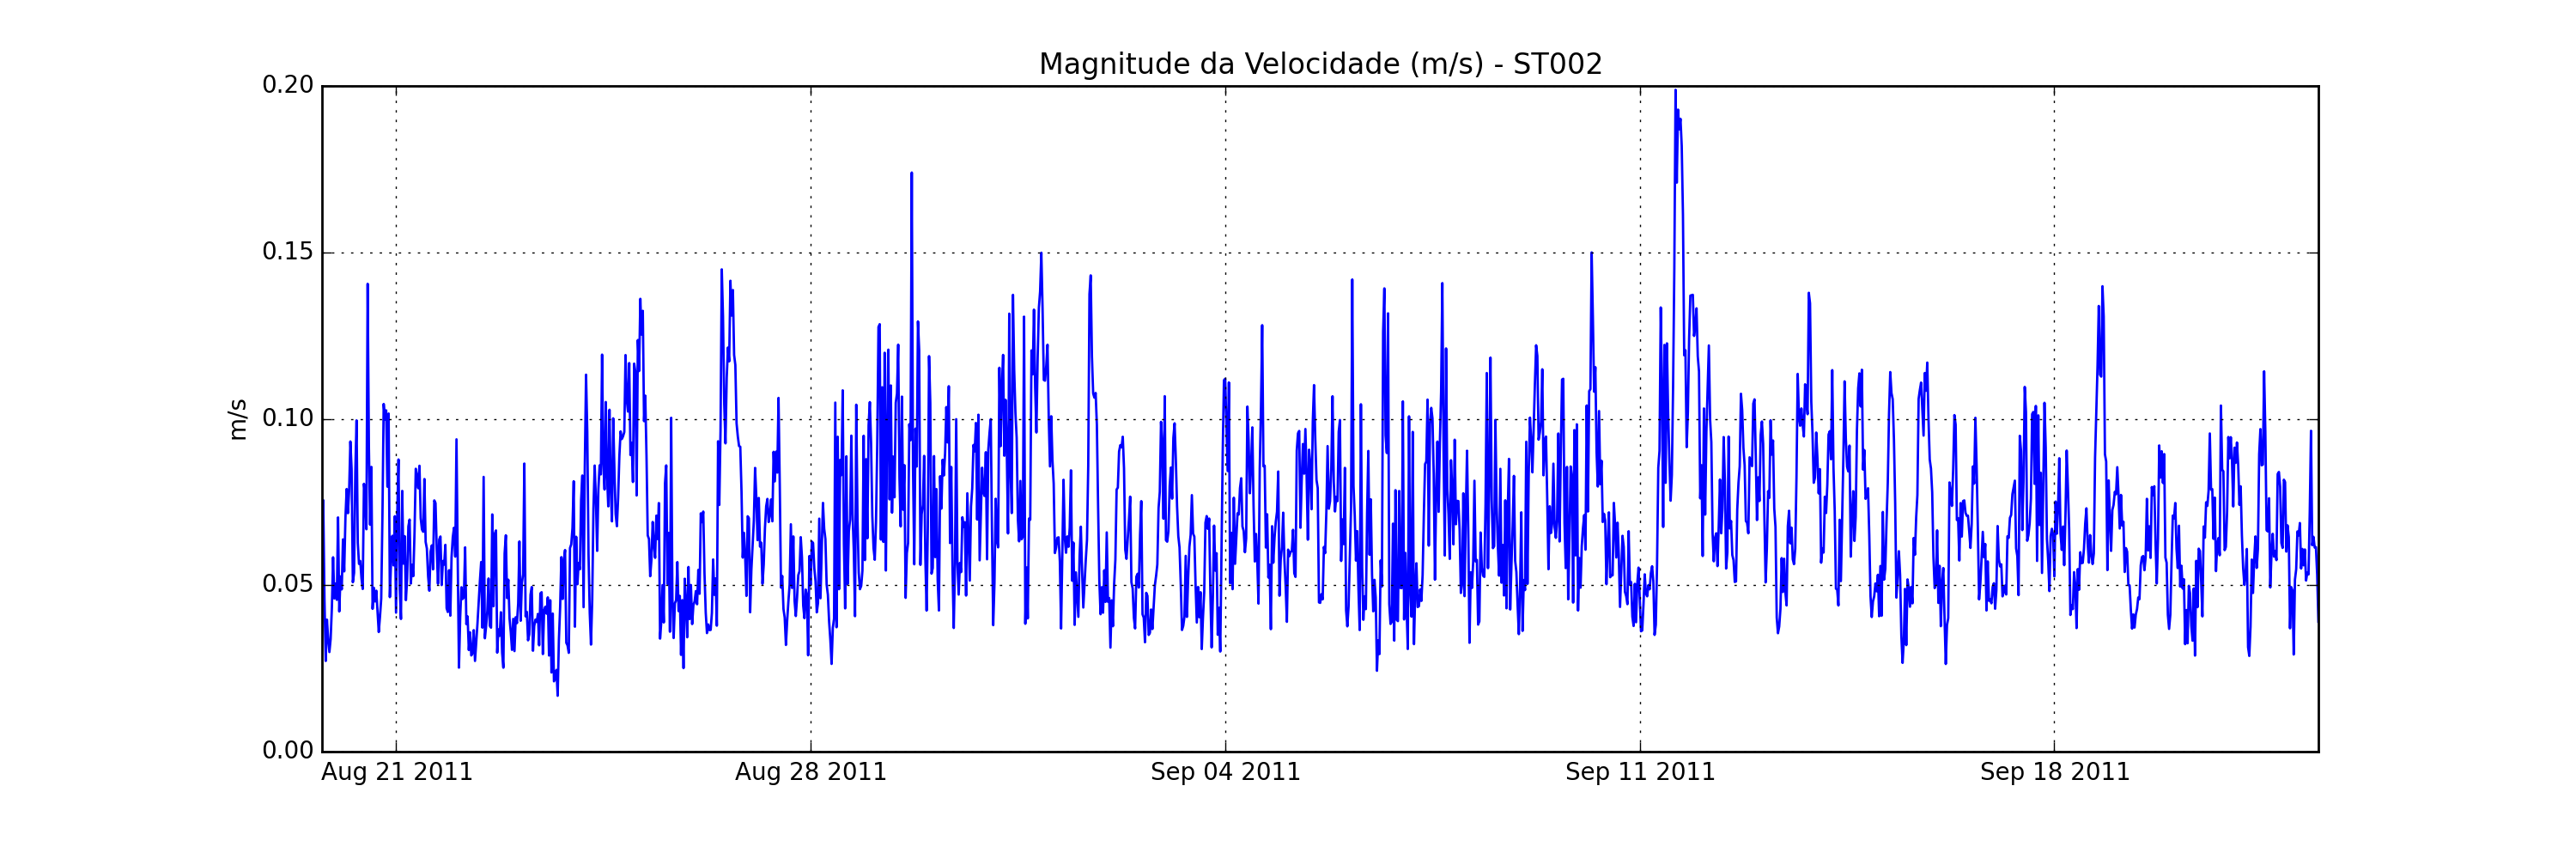 Magnitude da Velocidade (m/s) - ST002
0.20
0.15
0.10
0.05
0.00
m/s
Aug 21 2011
Aug 28 2011
Sep 04 2011
Sep 11 2011
Sep 18 2011